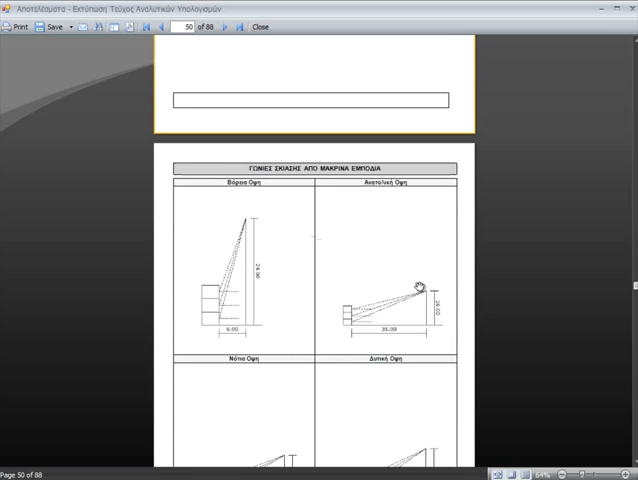 Αποτελέσματα - Εκτύπωση Τεύχος Αναλυτικών Υπολογισμών
Print Save 50 of 88 Close
ΓΩΝΙΕΣ ΣΚΙΑΣΗΣ ΑΠΟ ΜΑΚΡΙΝΑ ΕΜΠΟΔΙΑ
Βόρεια Οψη Ανατολική Οψη
24.00
16.00
6.00 35.00
Νότια Οψη Δυτική Οψη
Page 50 of 88 64%